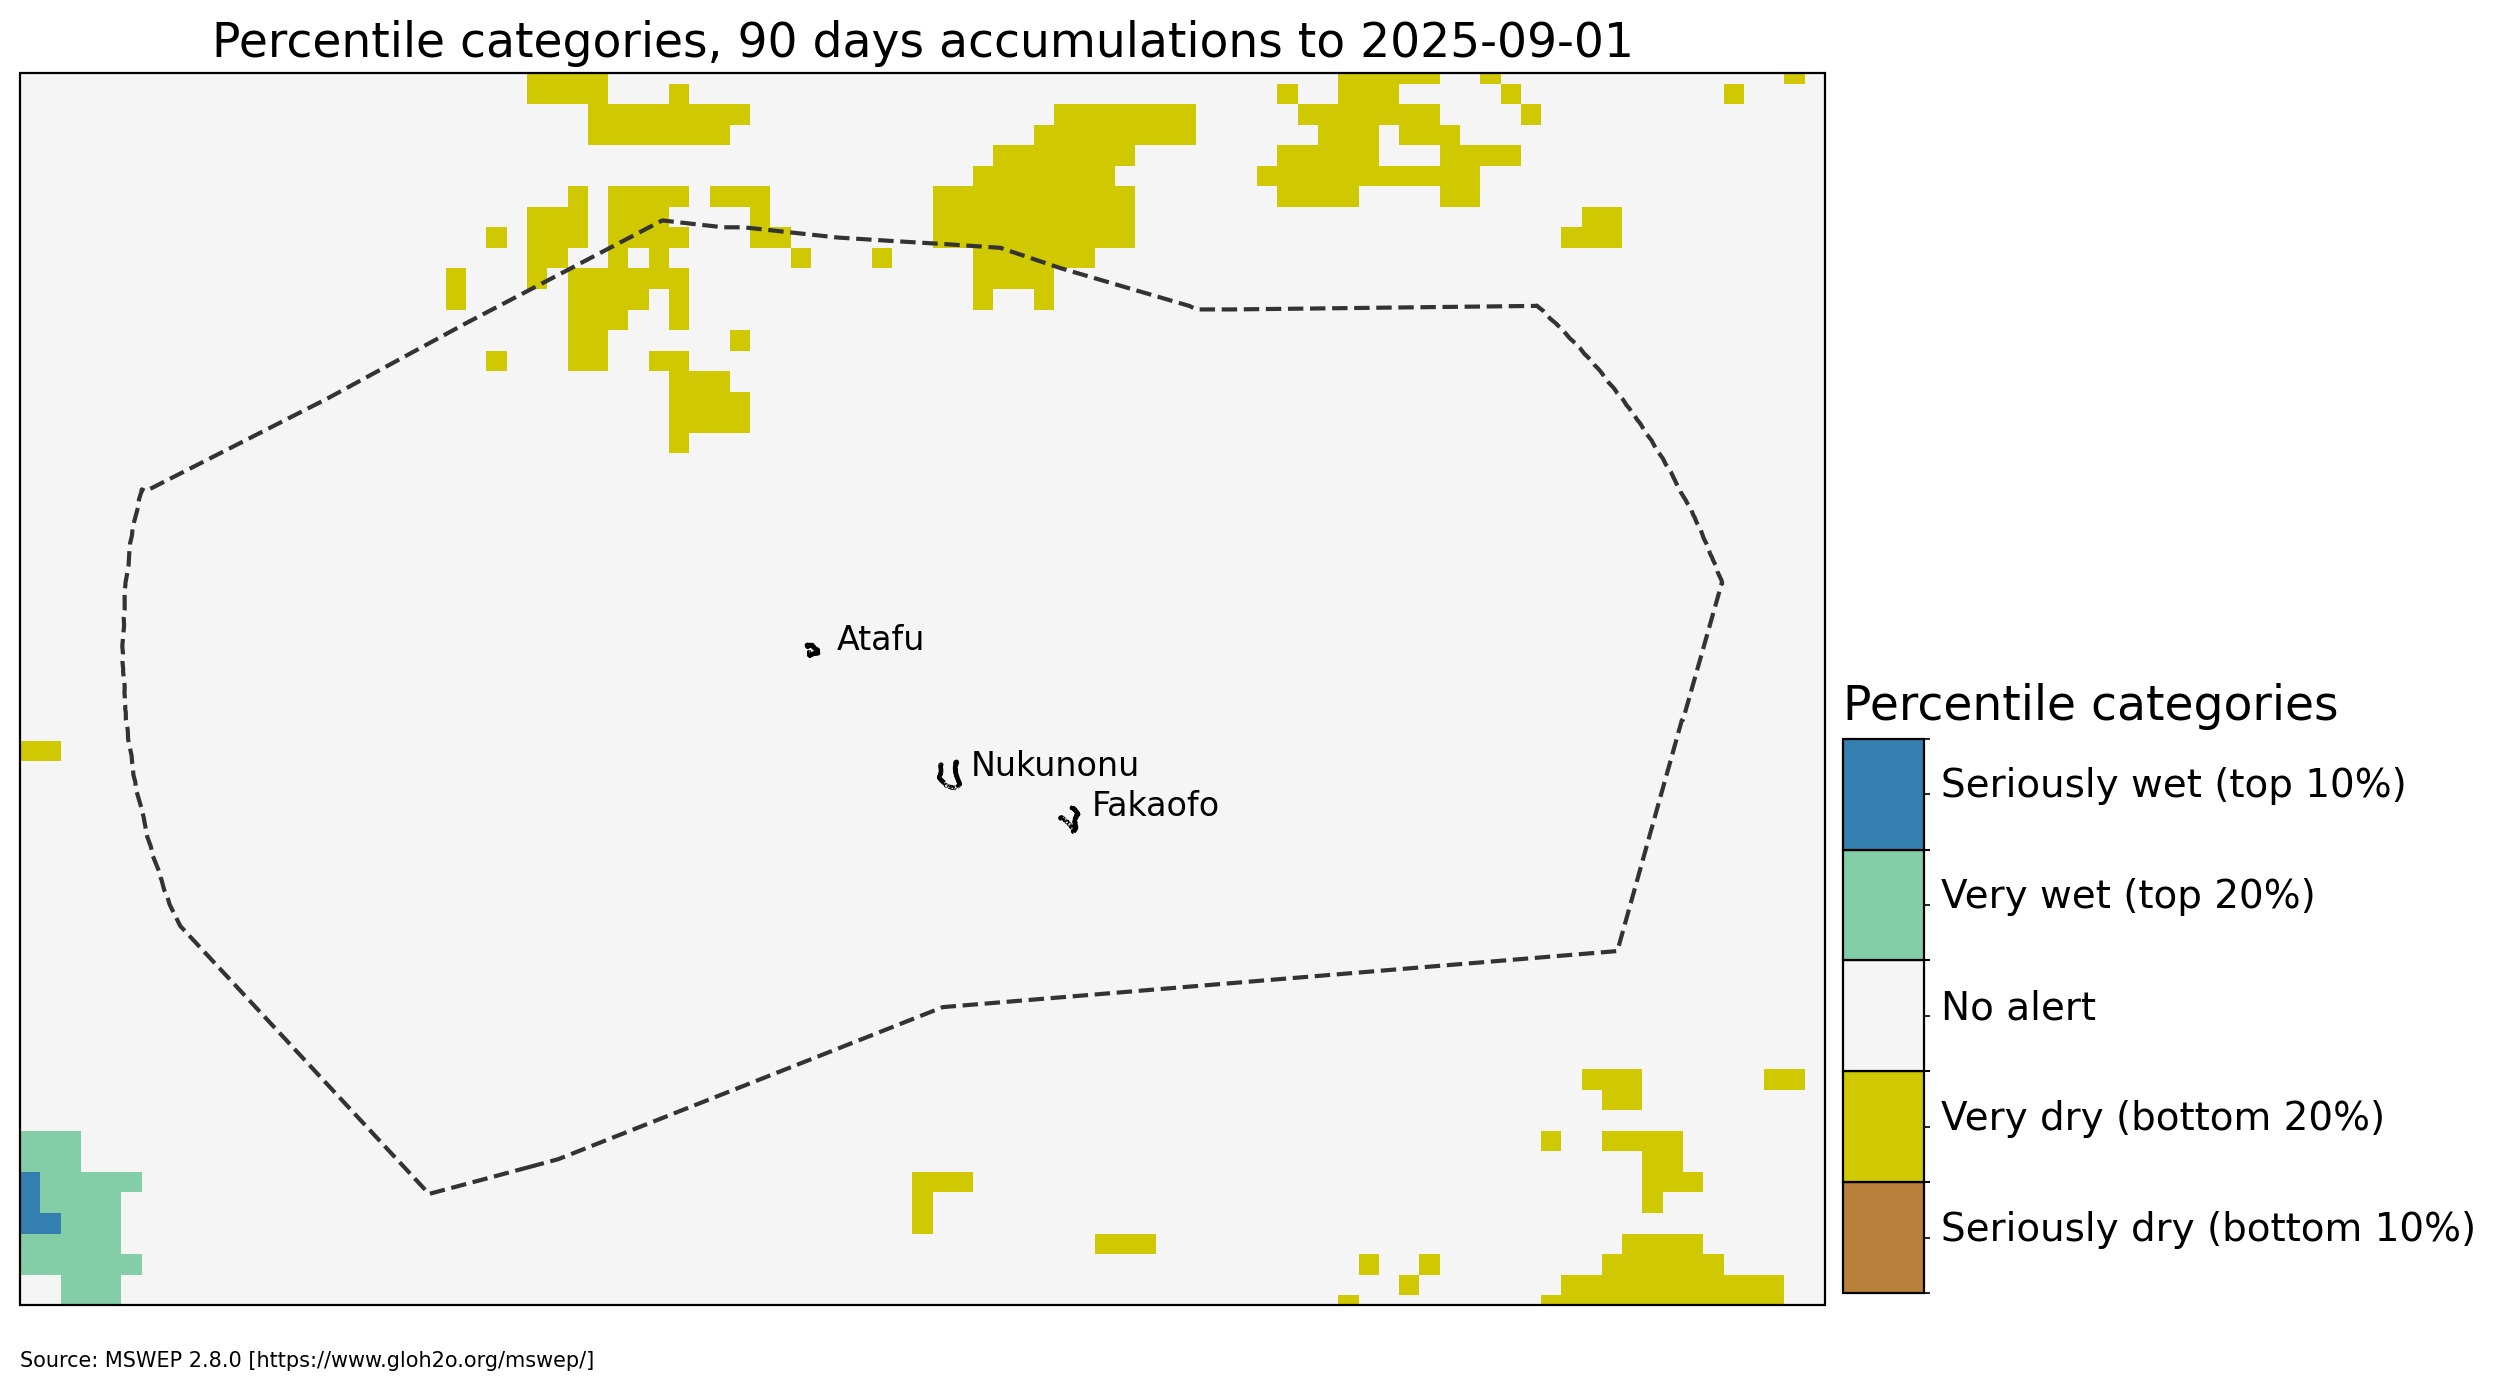 Percentile categories, 90 days accumulations to 2025-09-01
Atafu
Nukunonu
Fakaofo
Percentile categories
Seriously wet (top 10%)
Very wet (top 20%)
No alert
Very dry (bottom 20%)
Seriously dry (bottom 10%)
Source: MSWEP 2.8.0 [https://www.gloh2o.org/mswep/]